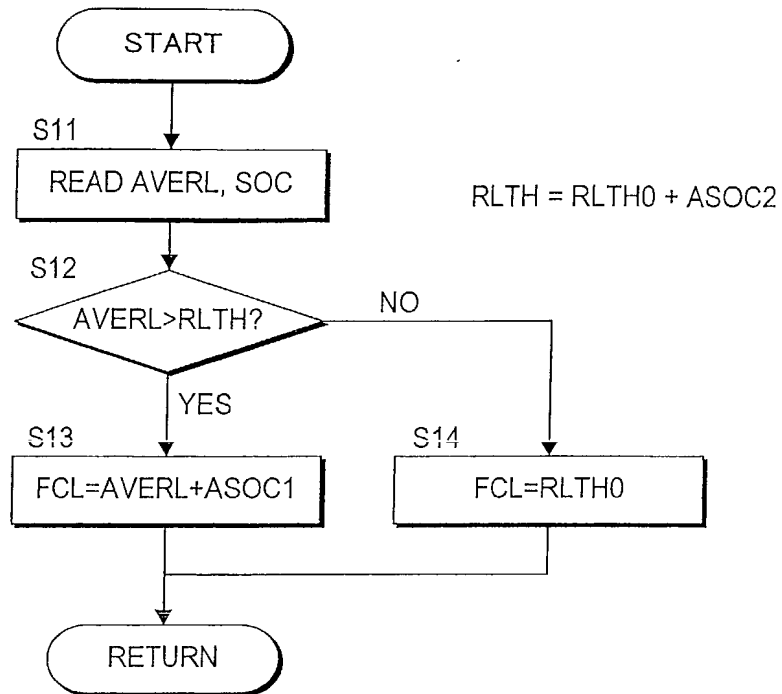 START
S11
READ AVERL, SOC
RLTH = RLTH0 + ASOC2
S12
AVERL>RLTH?
NO
YES
S13
FCL=AVERL+ASOC1
S14
FCL=RLTH0
RETURN